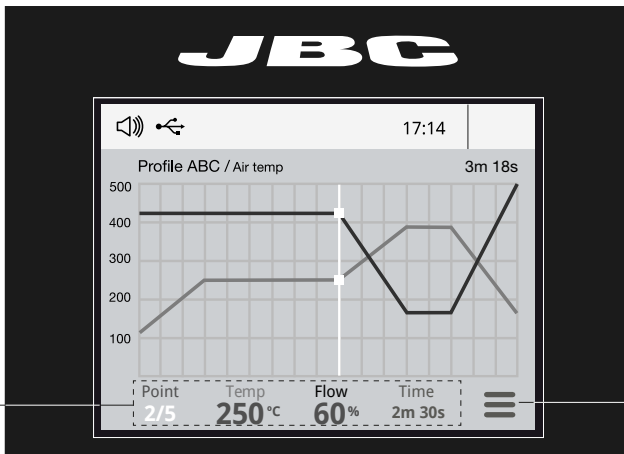 JBC
17:14
Profile ABC / Air temp 3m 18s
500
400
300
200
100
Point Temp Flow Time
2/5 250 °C 60 % 2m 30s